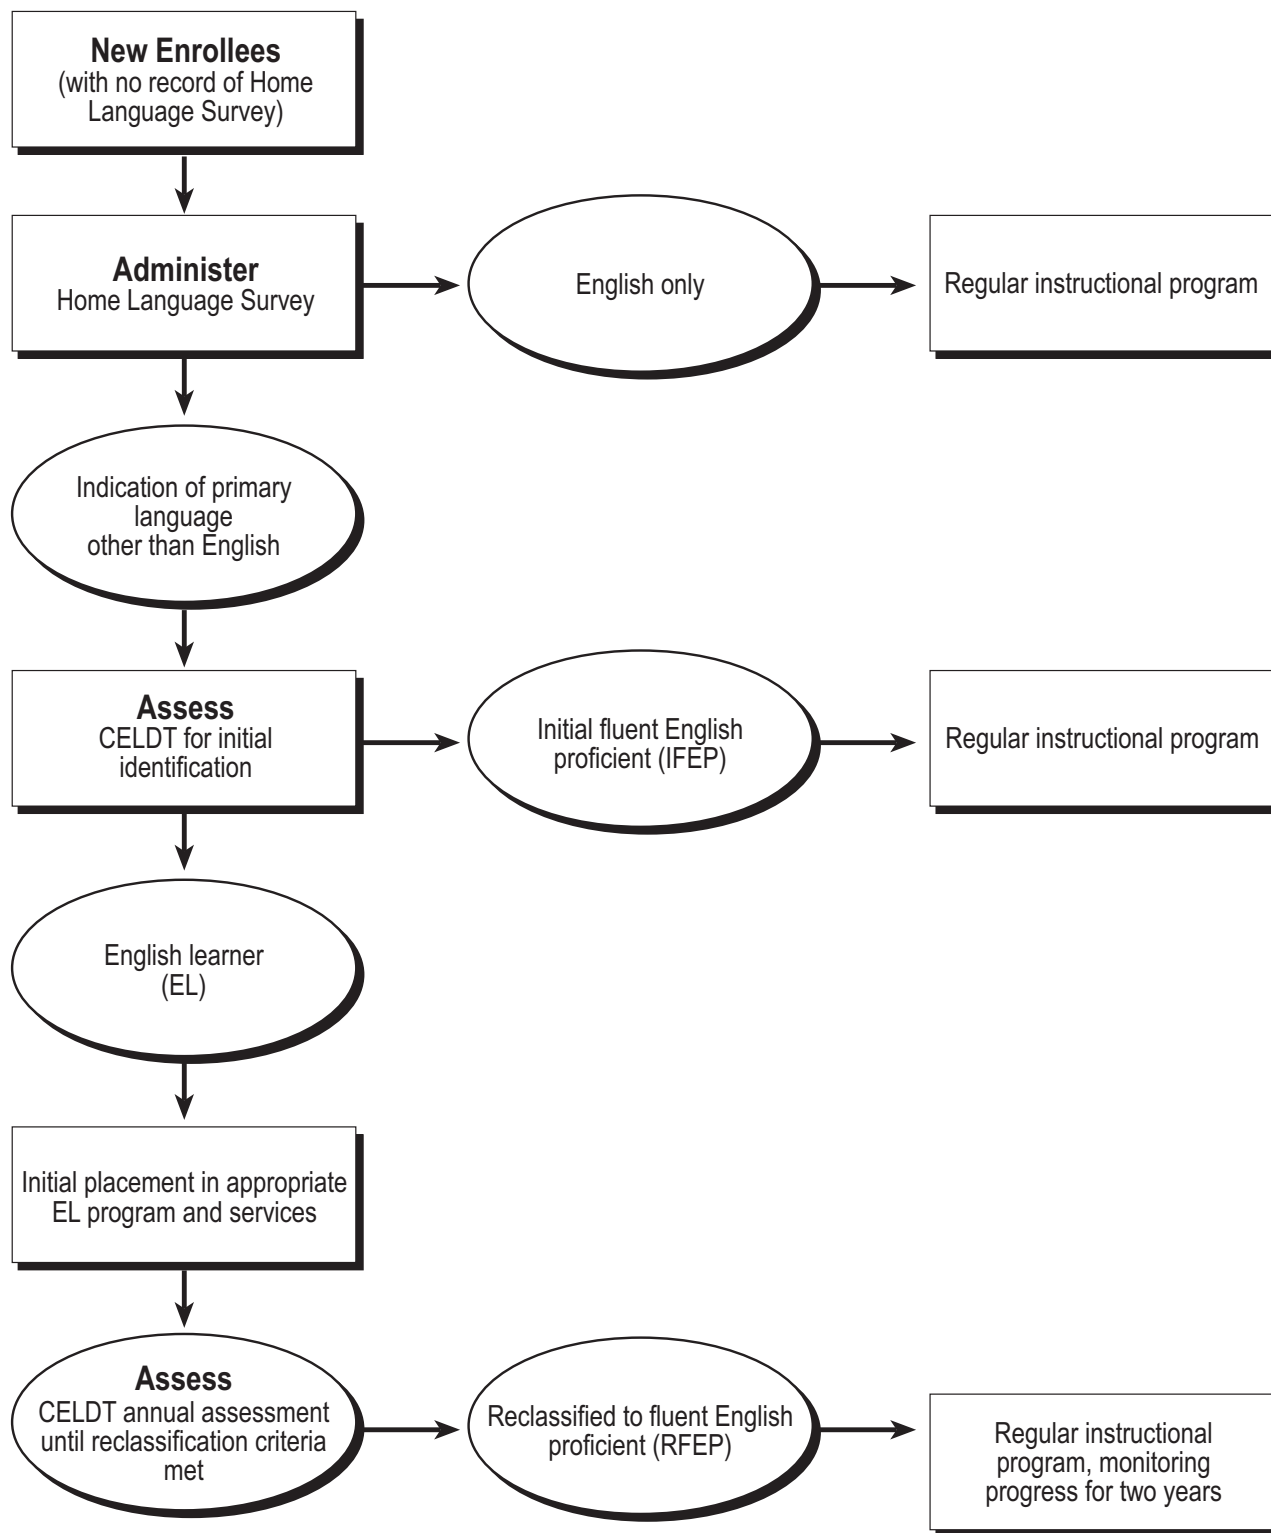 New Enrollees
(with no record of Home
Language Survey)
Administer
Home Language Survey
English only
Regular instructional program
Indication of primary
language
other than English
Assess
CELDT for initial
identification
Initial fluent English
proficient (IFEP)
Regular instructional program
English learner
(EL)
Initial placement in appropriate
EL program and services
Assess
CELDT annual assessment
until reclassification criteria
met
Reclassified to fluent English
proficient (RFEP)
Regular instructional
program, monitoring
progress for two years